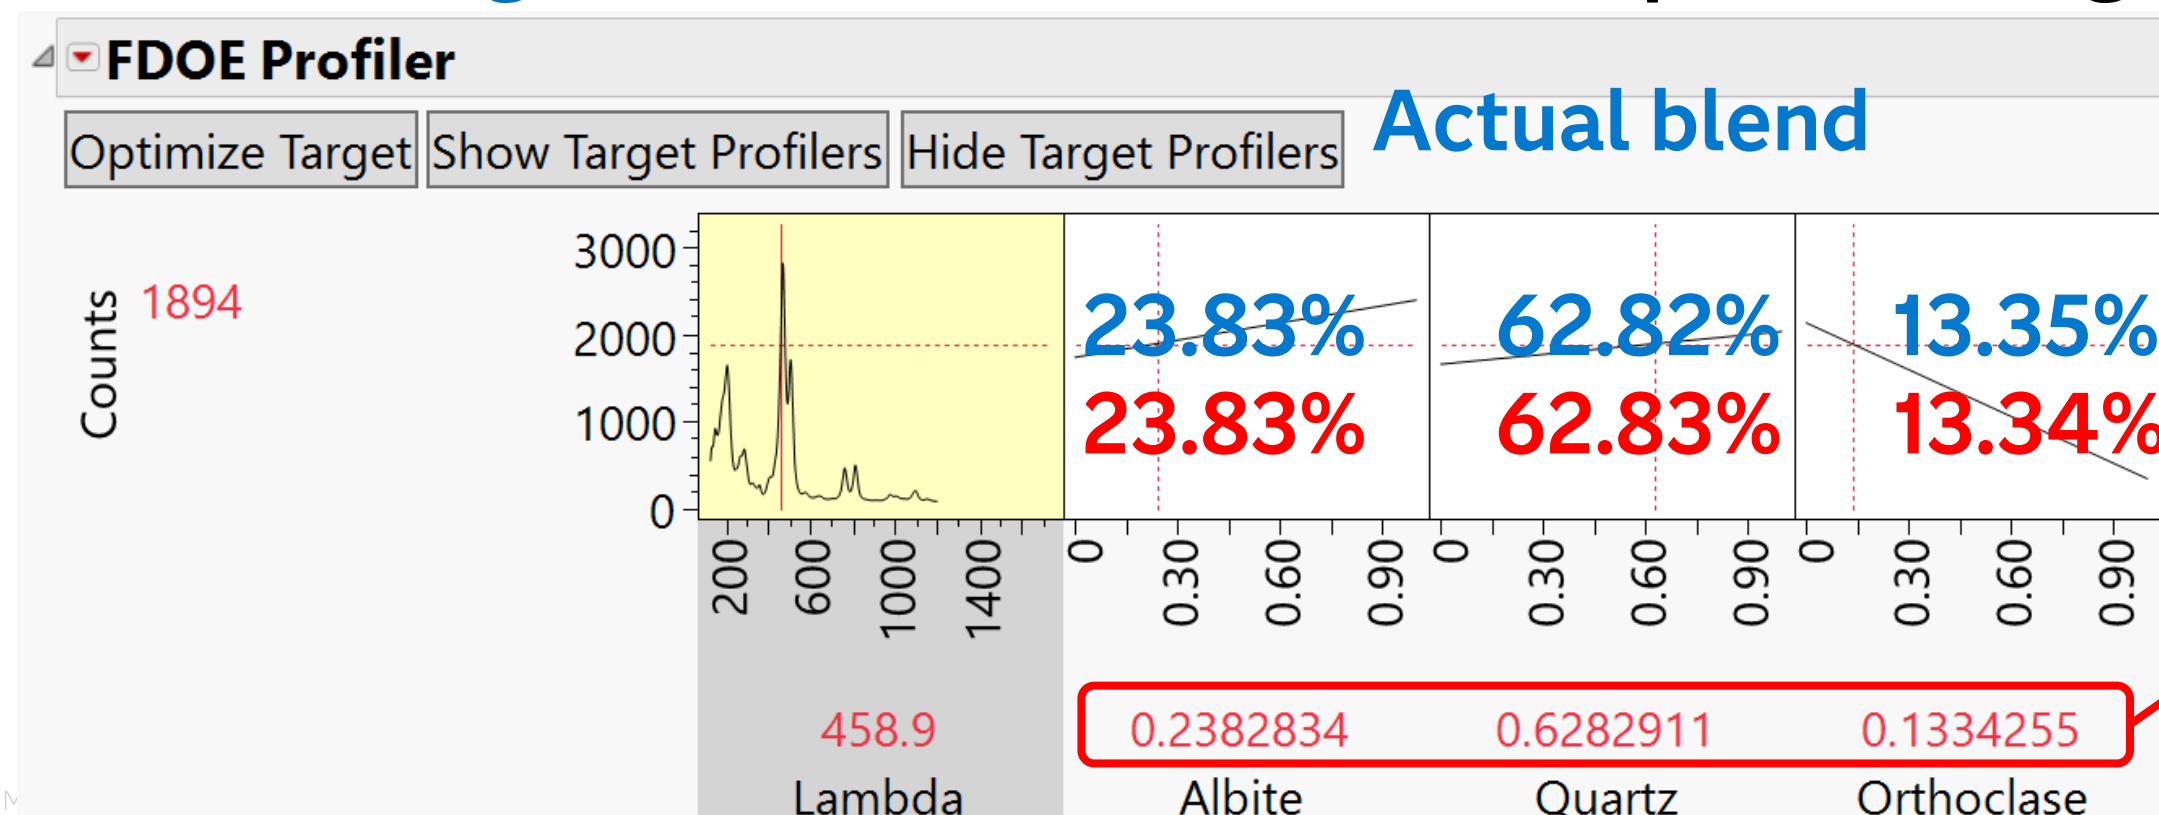 FDOE Profiler
Optimize Target Show Target Profilers Hide Target Profilers
Actual blend
Counts
1894
3000
2000
1000
0
23.83% 62.82% 13.35%
23.83% 62.83% 13.34%
200 600 1000 1400 0 0.30 0.60 0.90 0 0.30 0.60 0.90 0 0.30 0.60 0.90
458.9 0.2382834 0.6282911 0.1334255
Lambda Albite Quartz Orthoclase